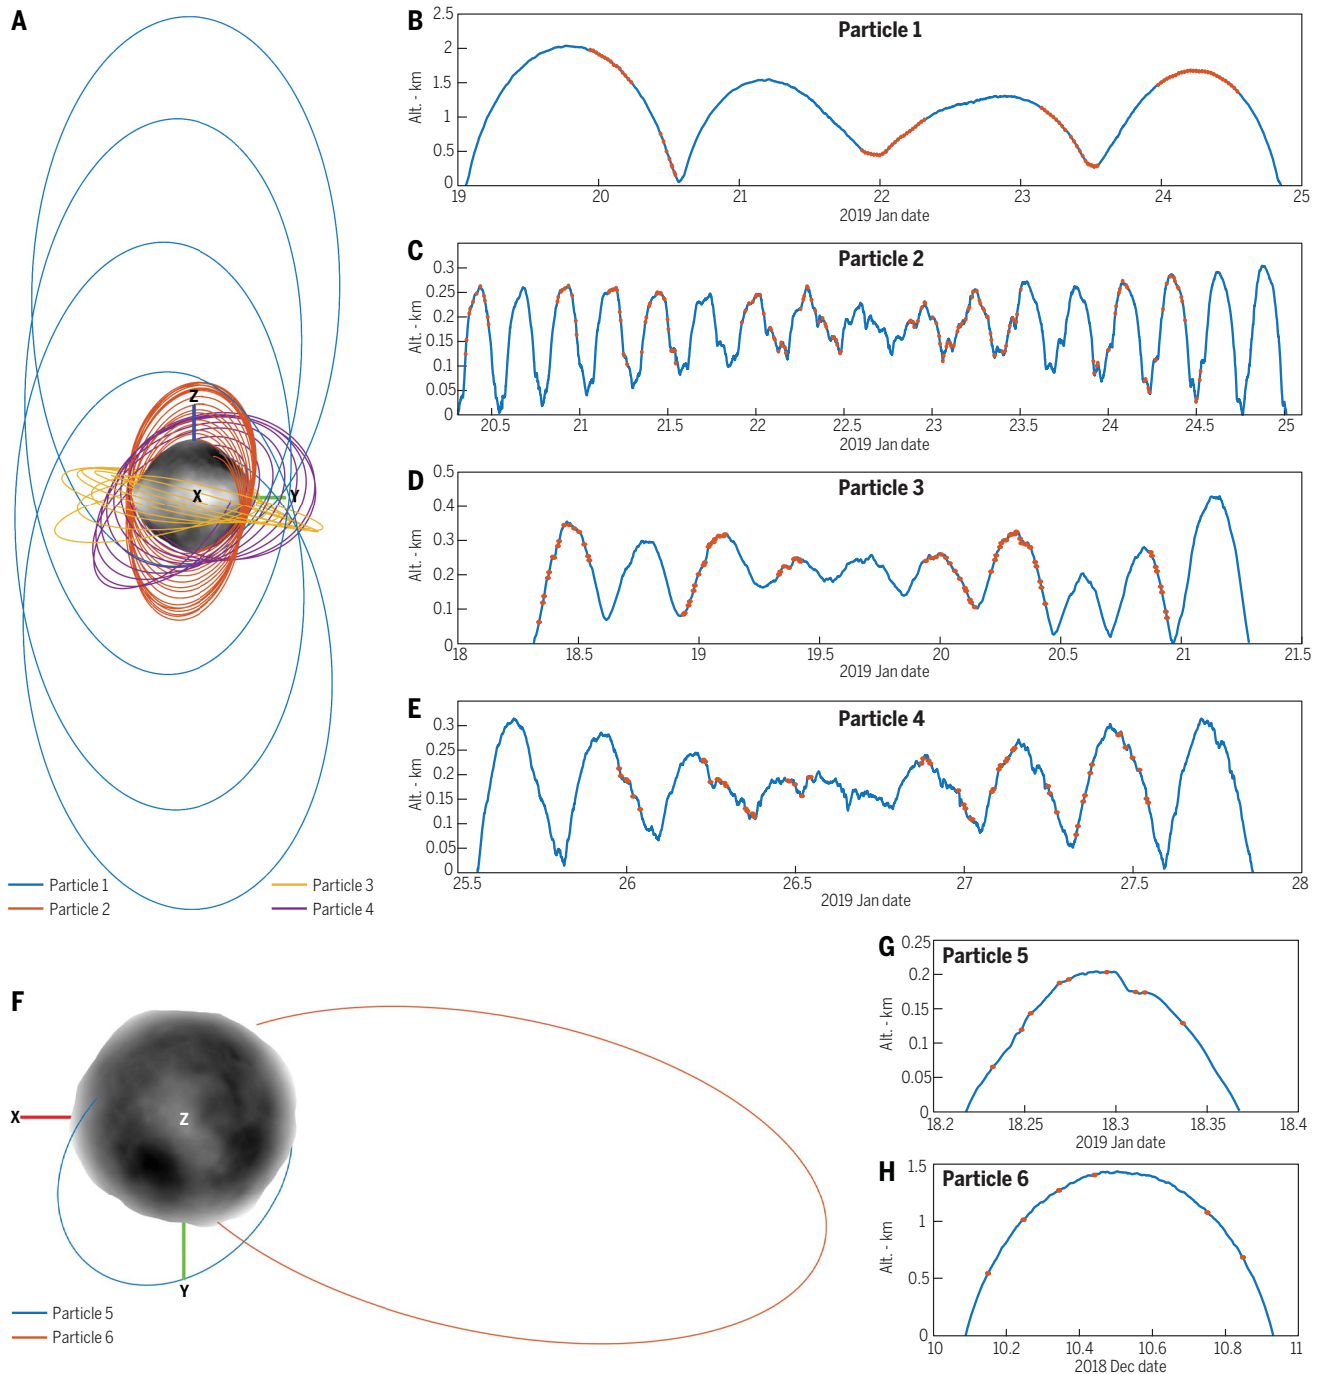 A
Z
X
Y
Particle 1
Particle 2
Particle 3
Particle 4
B
Particle 1
Alt. - km
2.5
2
1.5
1
0.5
0
19 20 21 22 23 24 25
2019 Jan date
C
Particle 2
Alt. - km
0.3
0.25
0.2
0.15
0.1
0.05
0
20.5 21 21.5 22 22.5 23 23.5 24 24.5 25
2019 Jan date
D
Particle 3
Alt. - km
0.5
0.4
0.3
0.2
0.1
0
18 18.5 19 19.5 20 20.5 21 21.5
2019 Jan date
E
Particle 4
Alt. - km
0.3
0.25
0.2
0.15
0.1
0.05
0
25.5 26 26.5 27 27.5 28
2019 Jan date
F
X
Z
Y
Particle 5
Particle 6
G
Particle 5
Alt. - km
0.25
0.2
0.15
0.1
0.05
0
18.2 18.25 18.3 18.35 18.4
2019 Jan date
H
Particle 6
Alt. - km
1.5
1
0.5
0
10 10.2 10.4 10.6 10.8 11
2018 Dec date